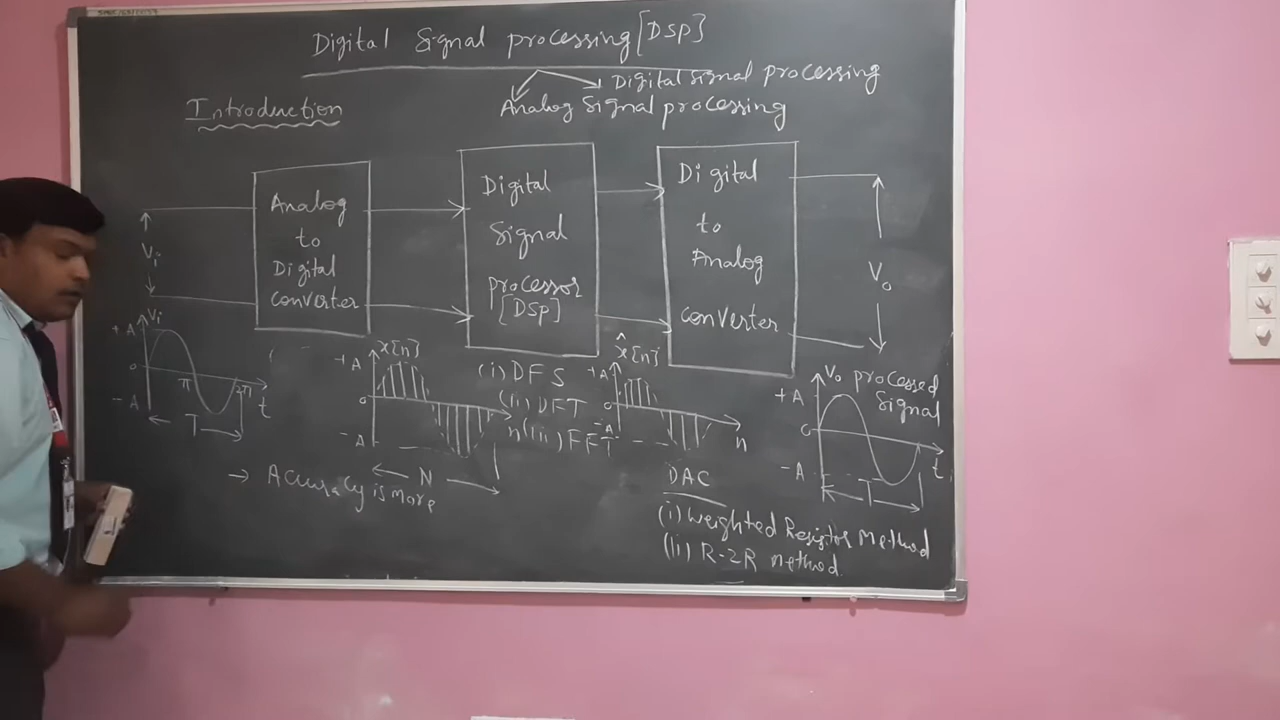 Digital Signal processing [DSP]
Digital Signal processing
Analog Signal processing
Introduction
Analog
to
Digital
converter
Digital
Signal
processor
[DSP]
Digital
to
Analog
converter
Vi
Vo
Vi
+A
0
-A
π
2π
t
T
x[n]
+A
0
-A
n
N
(i) DFS
(ii) DFT
(iii) FFT
x̂[n]
+A
0
-A
n
Vo processed
Signal
+A
0
-A
t
T
→ Accuracy is more
DAC
(i) Weighted Resistor Method
(ii) R-2R method